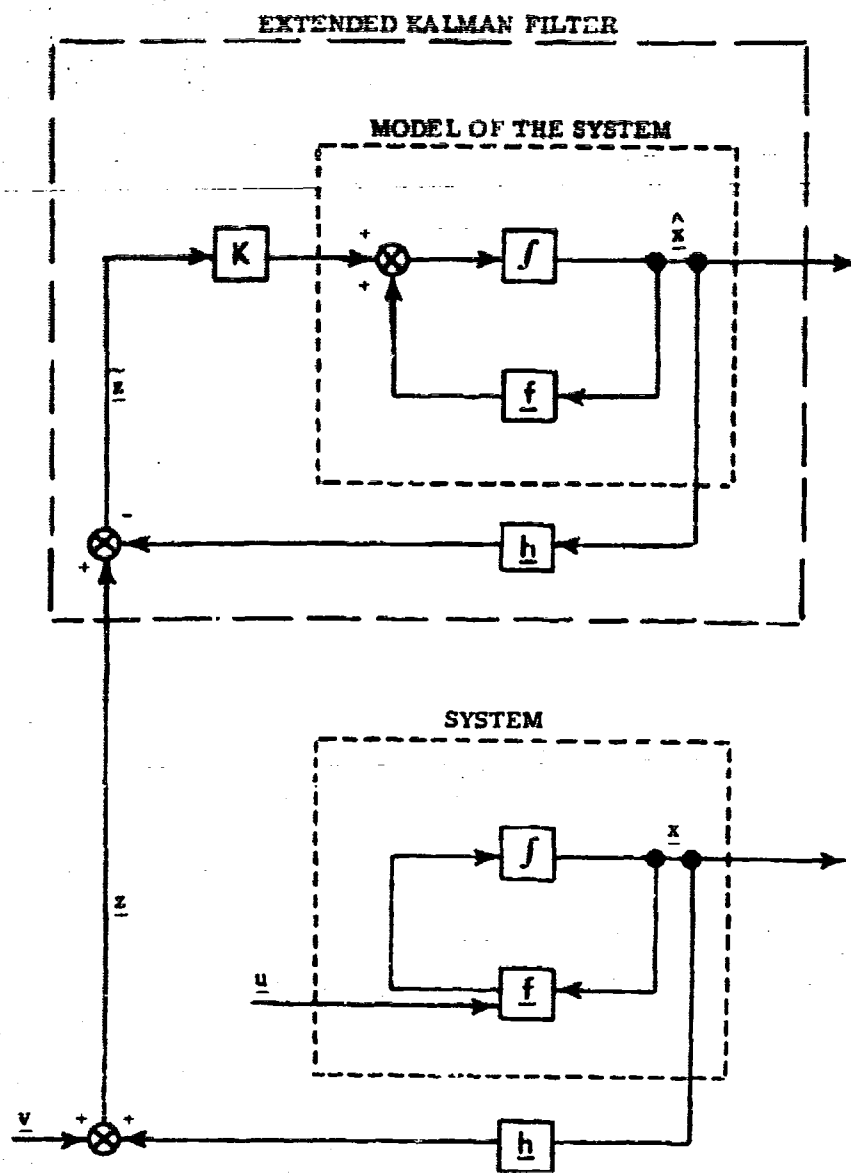 EXTENDED KALMAN FILTER
MODEL OF THE SYSTEM
+
K
∫
x̂
+
f
z̃
-
h
+
SYSTEM
∫
x
z
u
f
v
+
+
h